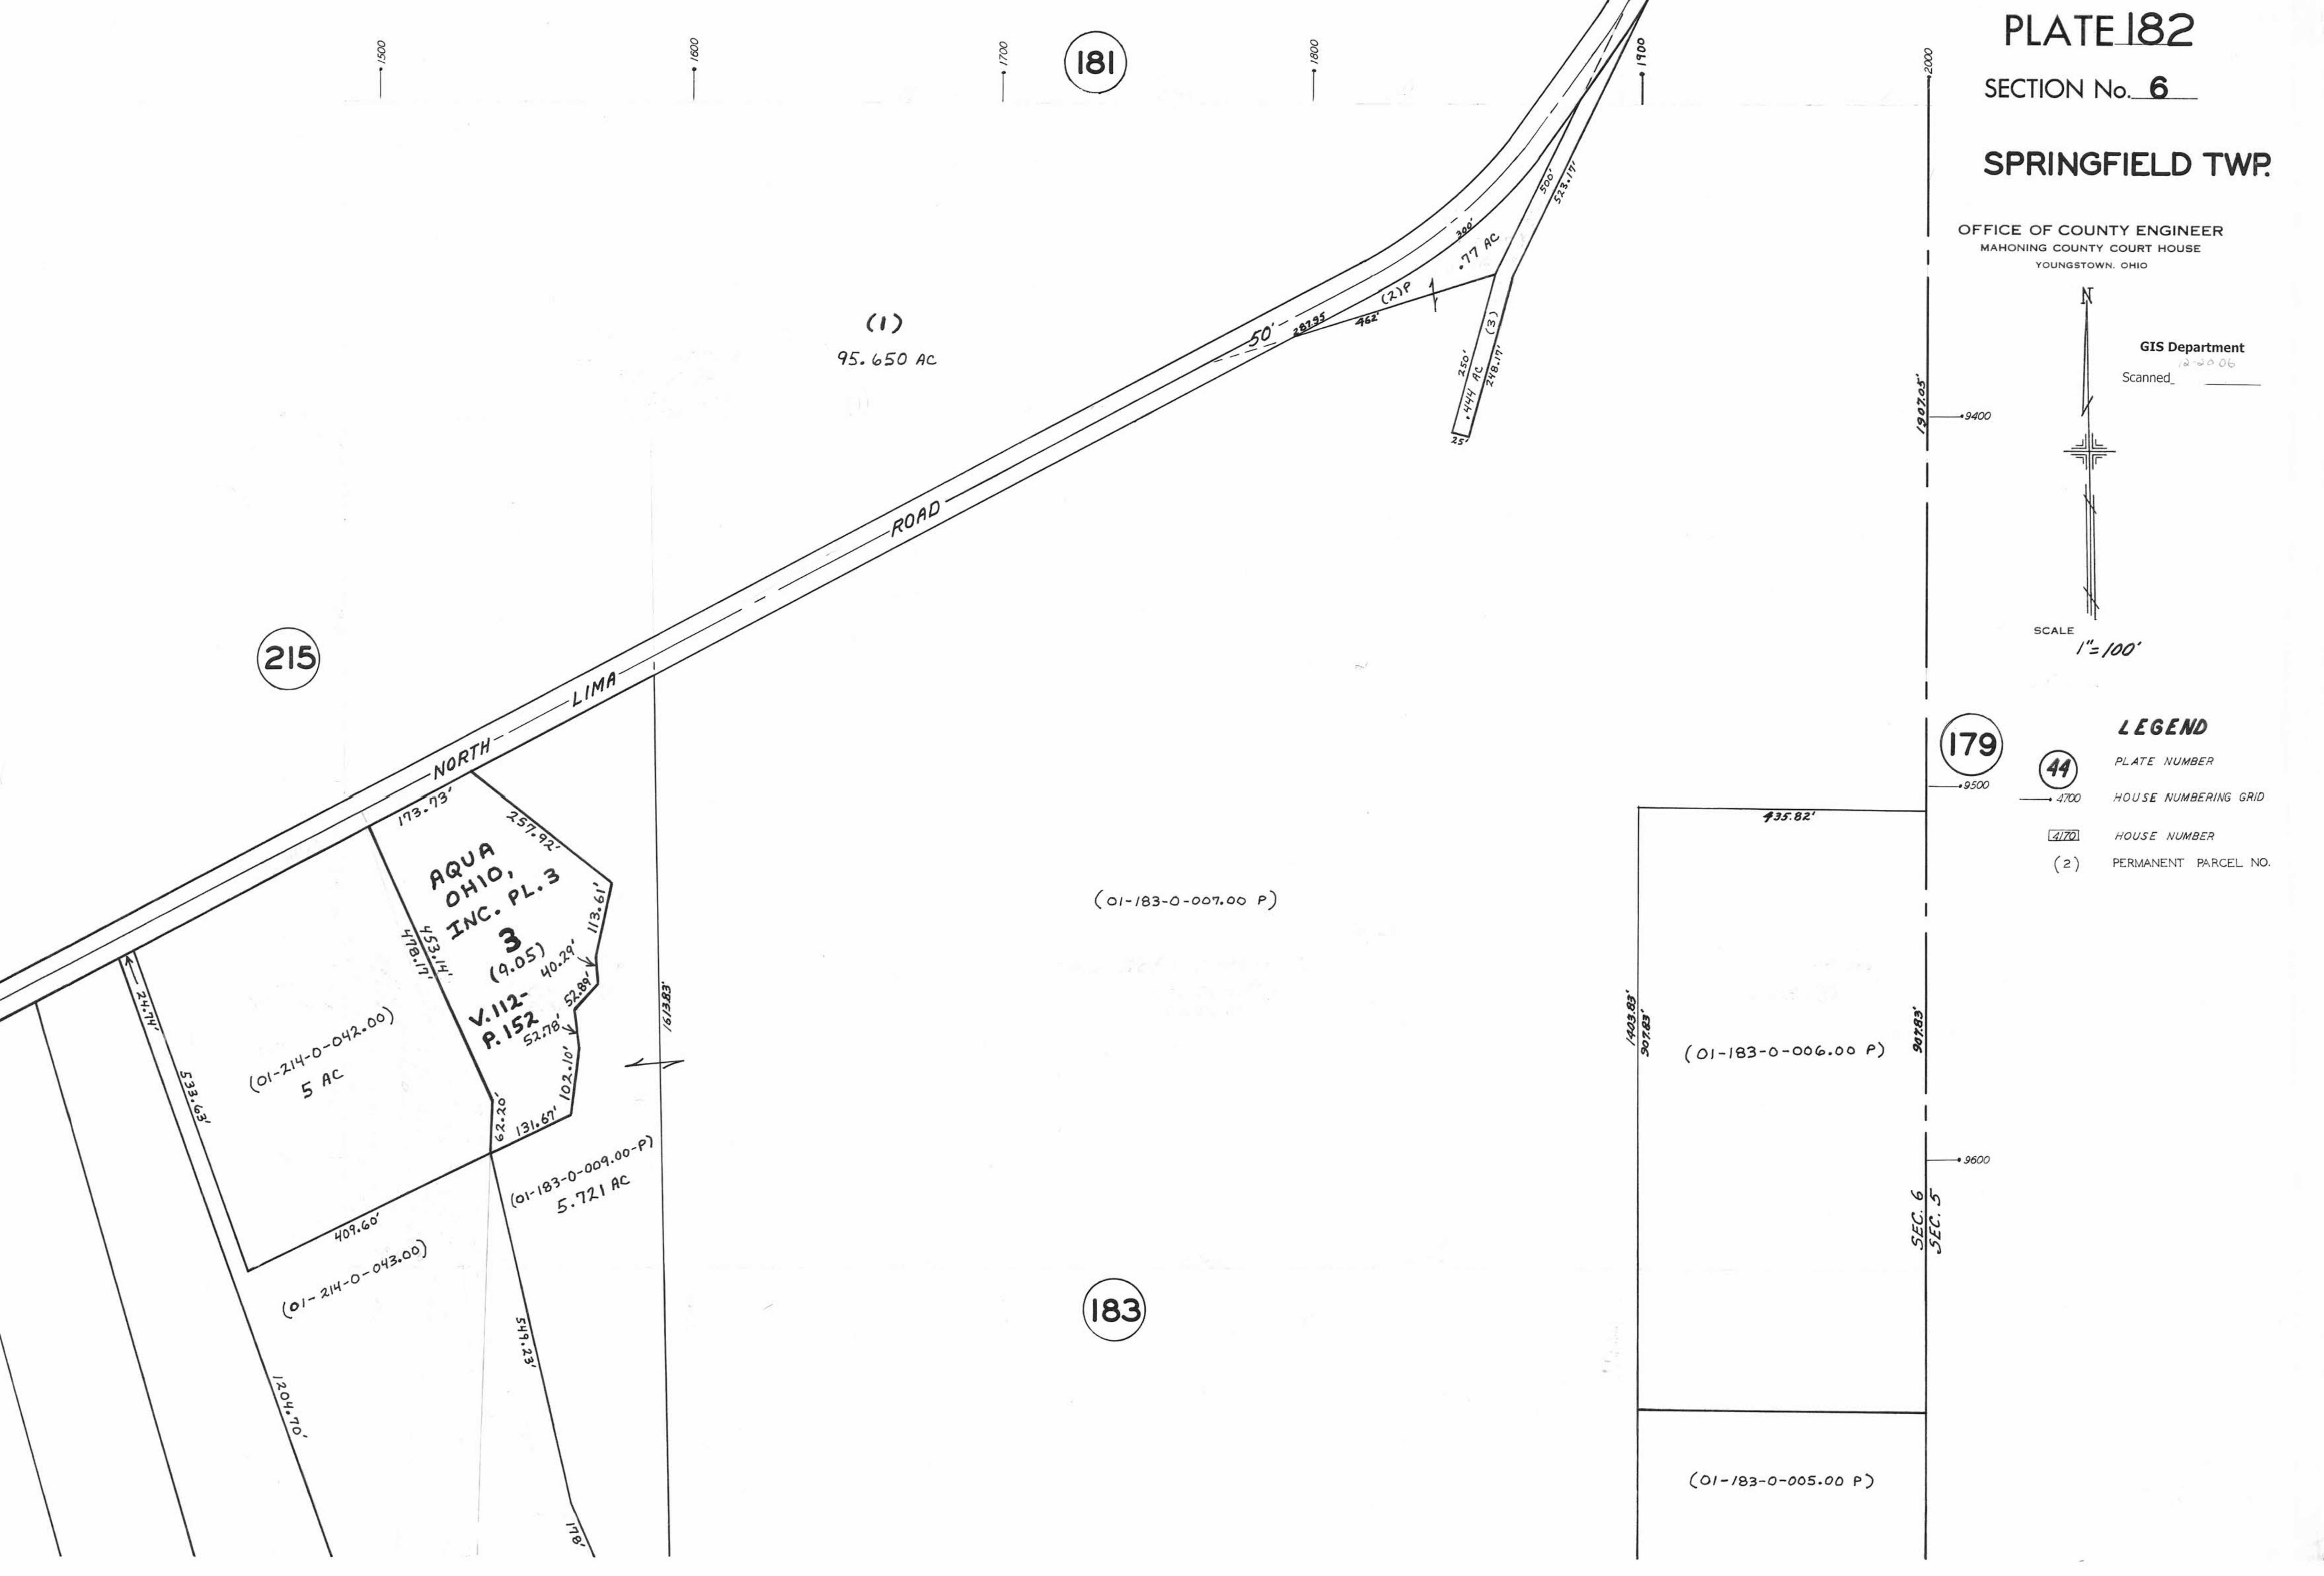 PLATE 182
SECTION No. 6
SPRINGFIELD TWP.
OFFICE OF COUNTY ENGINEER
MAHONING COUNTY COURT HOUSE
YOUNGSTOWN, OHIO
N
GIS Department
12-20-06
Scanned
SCALE
1"=100'
LEGEND
44 PLATE NUMBER
4700 HOUSE NUMBERING GRID
4170 HOUSE NUMBER
(2) PERMANENT PARCEL NO.
1500
1600
1700
1800
1900
2000
181
500'
523.17'
300'
.77 AC
(2)P
462'
287.95
50'
(3)
250'
.444 AC
248.17'
25'
(1)
95.650 AC
1907.05'
9400
215
NORTH LIMA ROAD
179
9500
173.73'
257.92'
435.82'
AQUA
OHIO,
INC. PL. 3
3
(9.05)
V.112-
P.152
113.61'
40.29'
52.89'
52.78'
102.10'
131.67'
62.20'
453.14'
478.17'
24.74'
533.63'
(01-214-0-042.00)
5 AC
1613.83'
(01-183-0-007.00 P)
1403.83'
907.83'
(01-183-0-006.00 P)
907.83'
9600
SEC. 6
SEC. 5
(01-183-0-009.00-P)
5.721 AC
409.60'
(01-214-0-043.00)
549.23'
1204.70'
178'
183
(01-183-0-005.00 P)